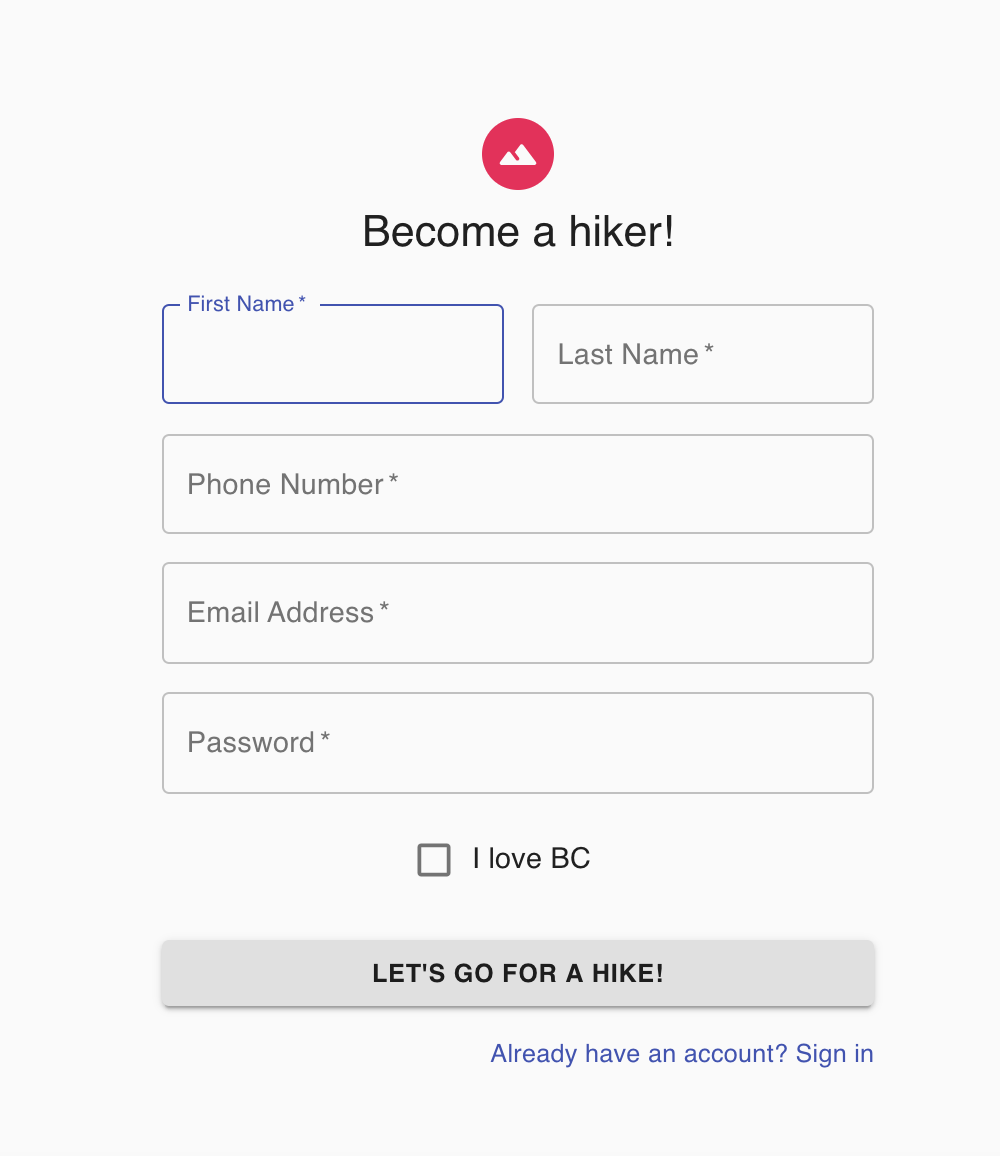 Become a hiker!
First Name *
Last Name *
Phone Number *
Email Address *
Password *
I love BC
LET'S GO FOR A HIKE!
Already have an account? Sign in